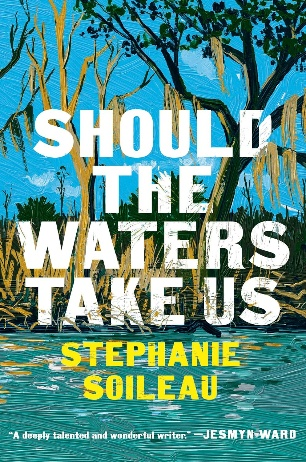 SHOULD
THE
WATERS
TAKE US
STEPHANIE
SOILEAU
"A deeply talented and wonderful writer." —JESMYN WARD